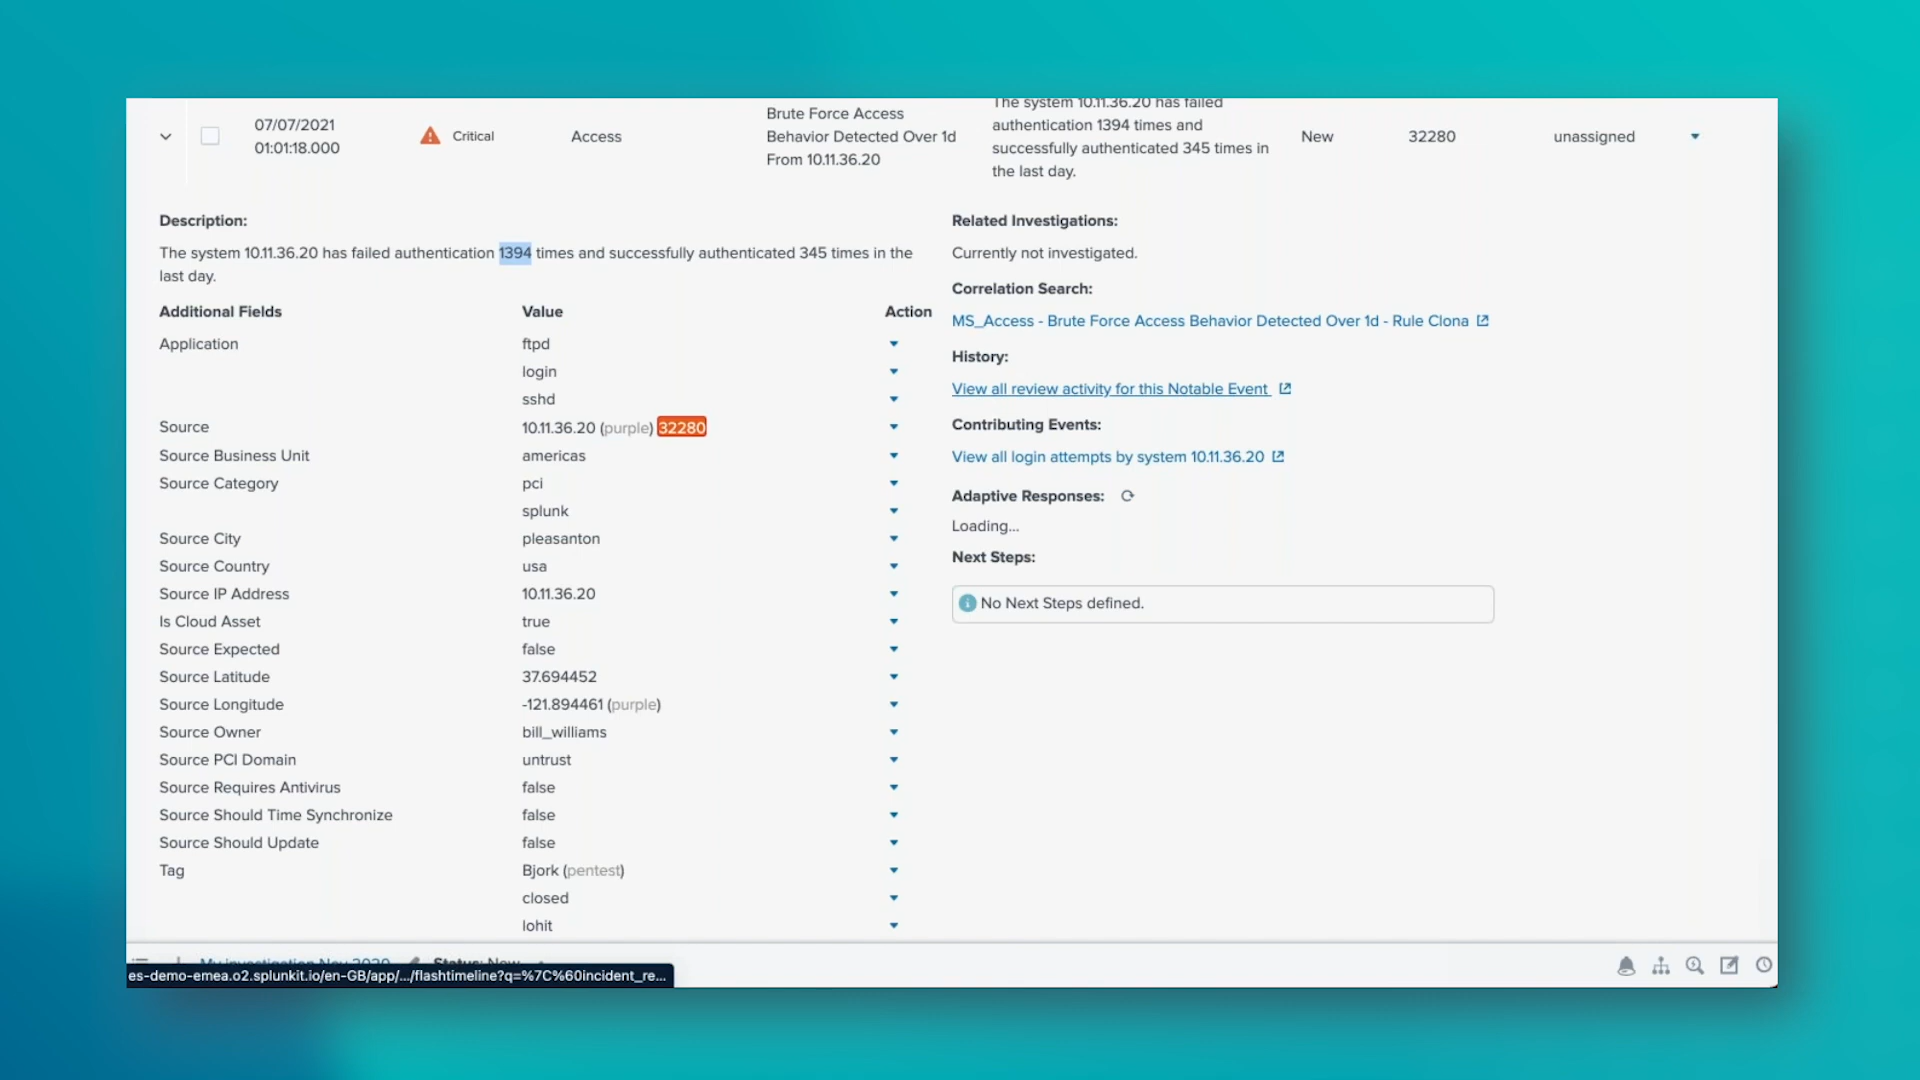 The system 10.11.36.20 has failed
authentication 1394 times and
successfully authenticated 345 times in
the last day.
07/07/2021
01:01:18.000
Critical
Access
Brute Force Access
Behavior Detected Over 1d
From 10.11.36.20
New
32280
unassigned
Description:
The system 10.11.36.20 has failed authentication 1394 times and successfully authenticated 345 times in the
last day.
Additional Fields Value Action
Application ftpd
login
sshd
Source 10.11.36.20 (purple) 32280
Source Business Unit americas
Source Category pci
splunk
Source City pleasanton
Source Country usa
Source IP Address 10.11.36.20
Is Cloud Asset true
Source Expected false
Source Latitude 37.694452
Source Longitude -121.894461 (purple)
Source Owner bill_williams
Source PCI Domain untrust
Source Requires Antivirus false
Source Should Time Synchronize false
Source Should Update false
Tag Bjork (pentest)
closed
lohit
Related Investigations:
Currently not investigated.
Correlation Search:
MS_Access - Brute Force Access Behavior Detected Over 1d - Rule Clona
History:
View all review activity for this Notable Event
Contributing Events:
View all login attempts by system 10.11.36.20
Adaptive Responses:
Loading...
Next Steps:
No Next Steps defined.
My investigation Nov 2020 Status: New
es-demo-emea.o2.splunkit.io/en-GB/app/.../flashtimeline?q=%7C%60incident_re...